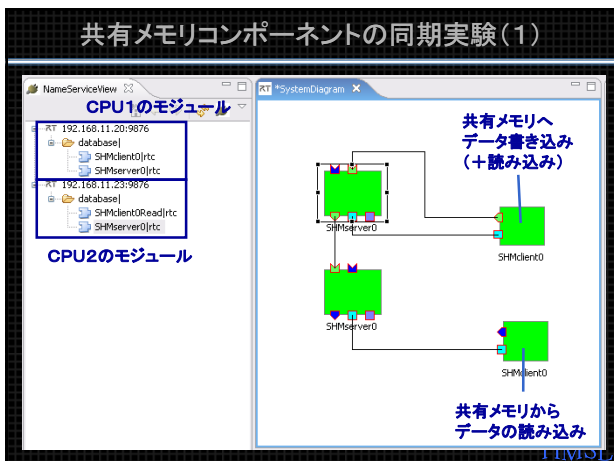 共有メモリコンポーネントの同期実験(1)
NameServiceView
CPU1のモジュール
192.168.11.20:9876
database|
SHMclient0|rtc
SHMserver0|rtc
192.168.11.23:9876
database|
SHMclient0Read|rtc
SHMserver0|rtc
CPU2のモジュール
RT *SystemDiagram
共有メモリへ
データ書き込み
(+読み込み)
SHMserver0
SHMclient0
SHMserver0
SHMclient0
共有メモリから
データの読み込み